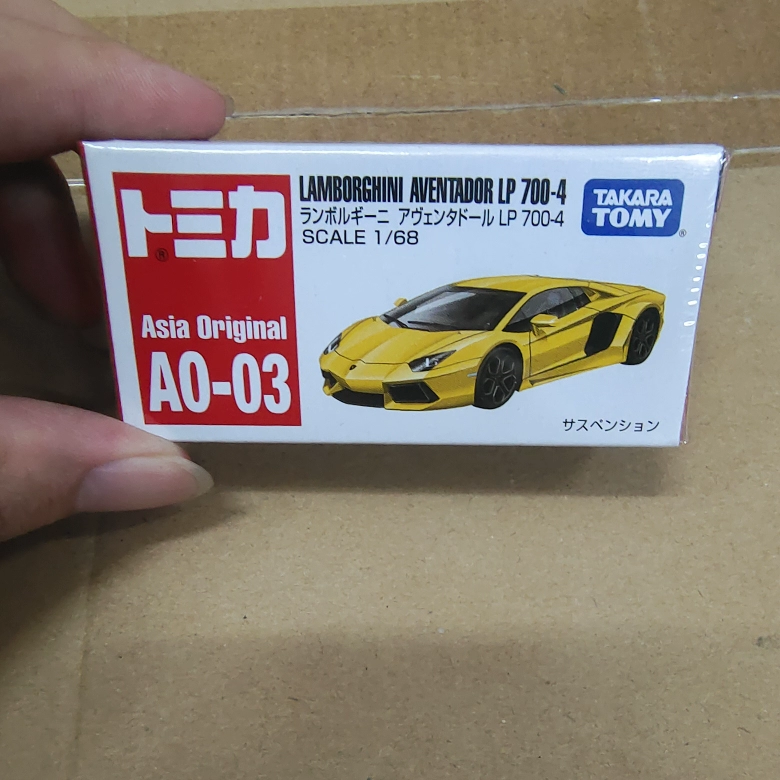 トミカ
®
Asia Original
AO-03
LAMBORGHINI AVENTADOR LP 700-4
ランボルギーニ アヴェンタドール LP 700-4
SCALE 1/68
TAKARA
TOMY
®
サスペンション